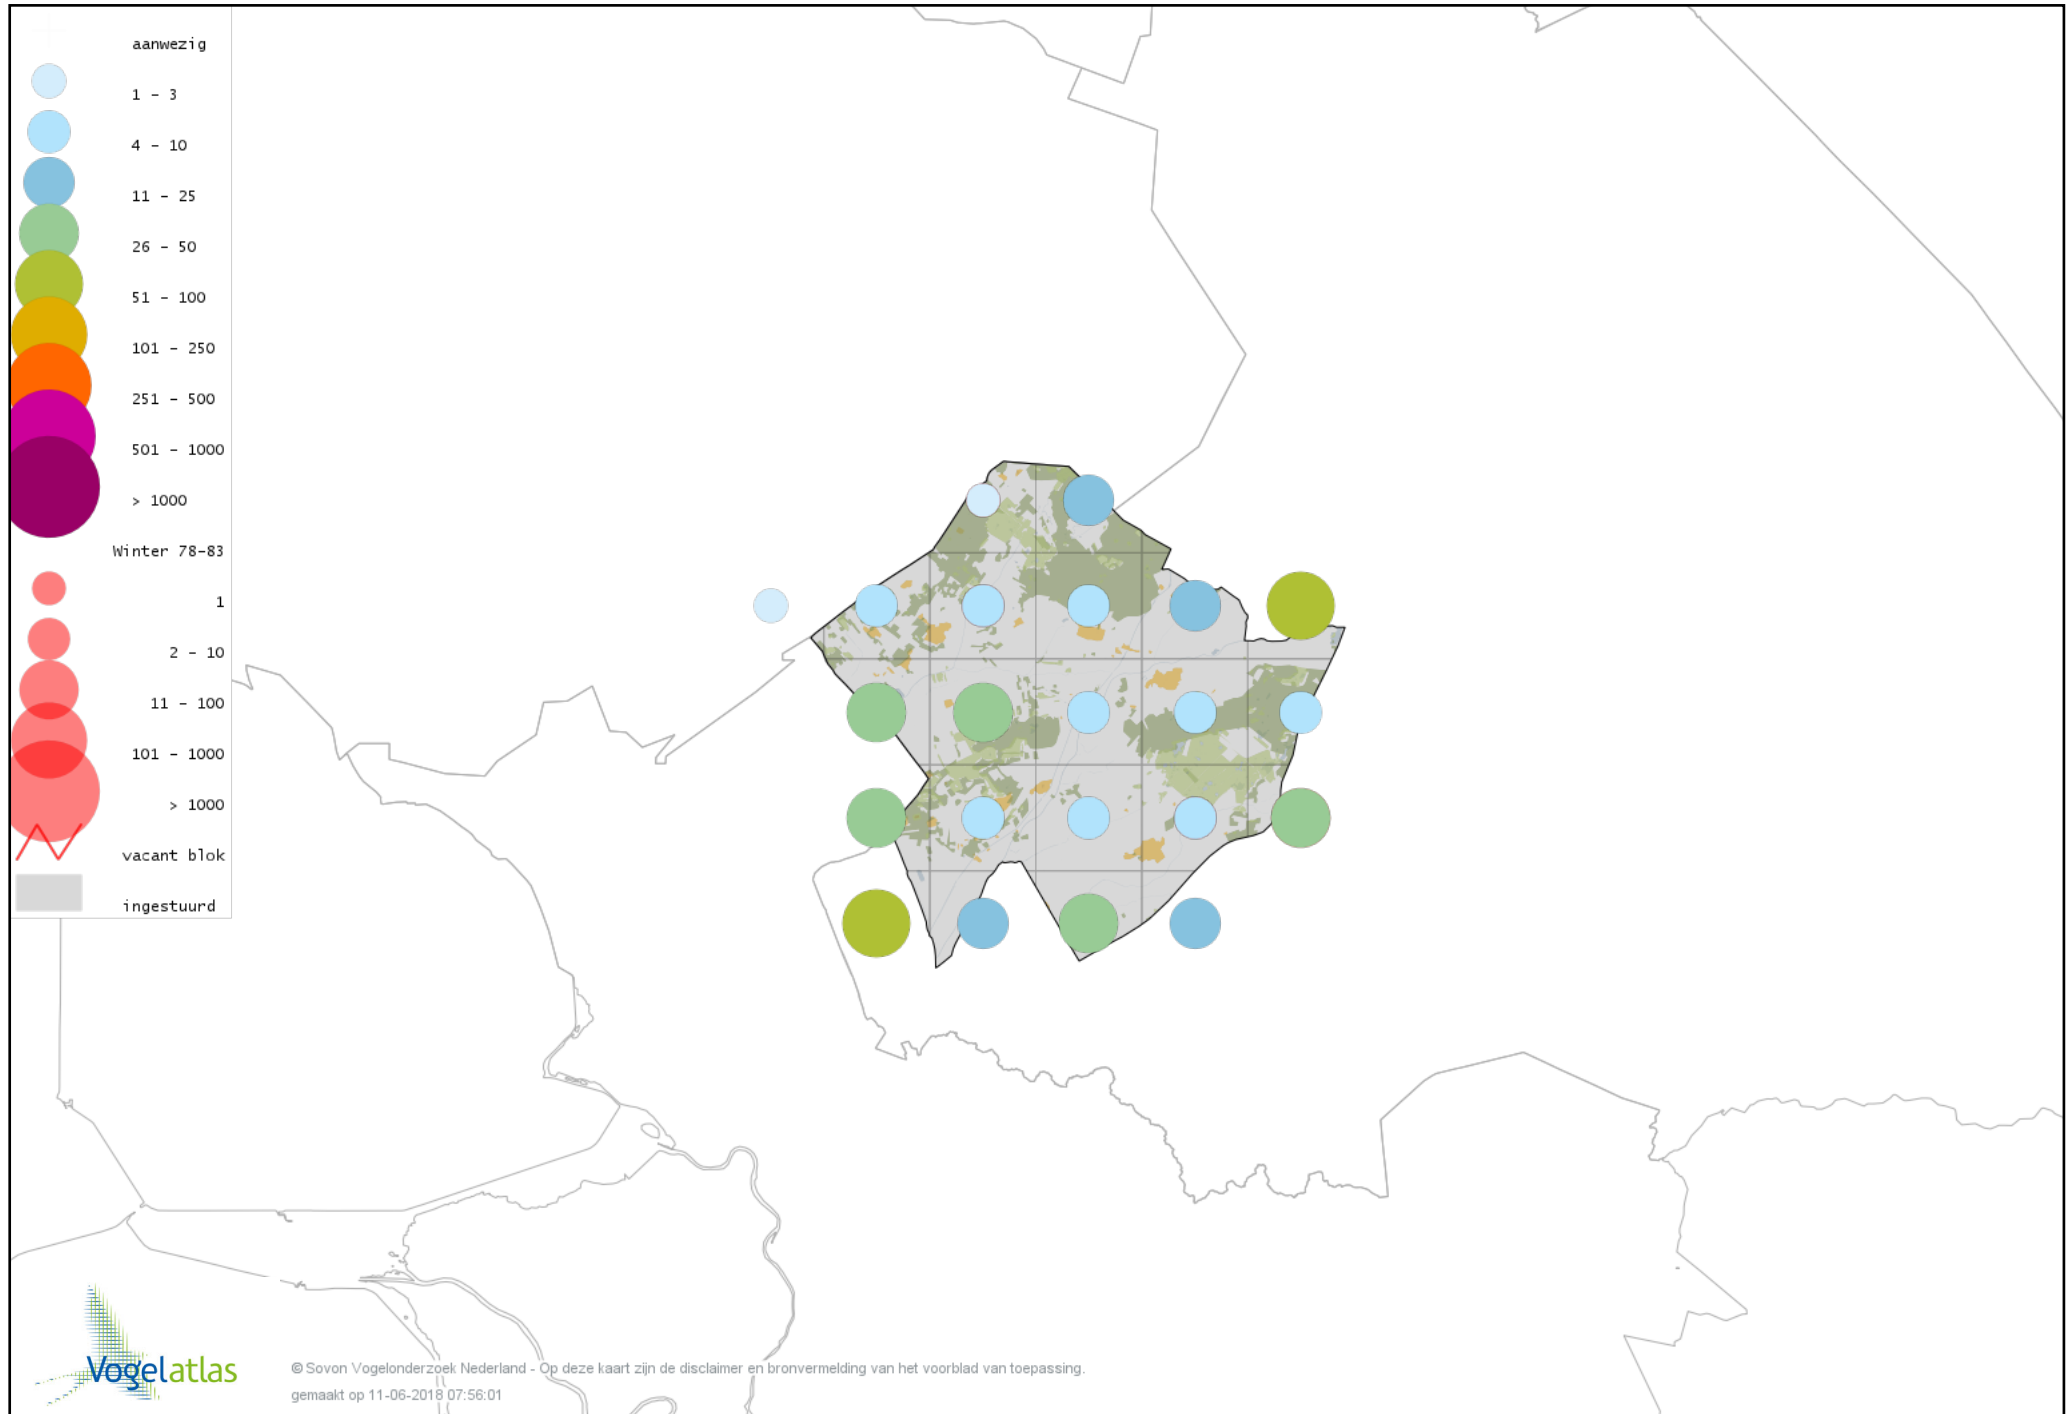 aanwezig
1 - 3
4 - 10
11 - 25
26 - 50
51 - 100
101 - 250
251 - 500
501 - 1000
> 1000
Winter 78-83
1
2 - 10
11 - 100
101 - 1000
> 1000
vacant blok
ingestuurd
Vogelatlas
© Sovon Vogelonderzoek Nederland - Op deze kaart zijn de disclaimer en bronvermelding van het voorblad van toepassing.
gemaakt op 11-06-2018 07:56:01